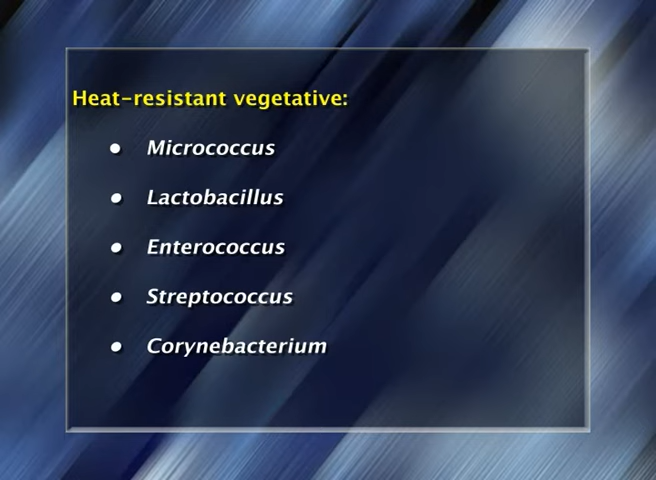 Heat-resistant vegetative:
• Micrococcus
• Lactobacillus
• Enterococcus
• Streptococcus
• Corynebacterium